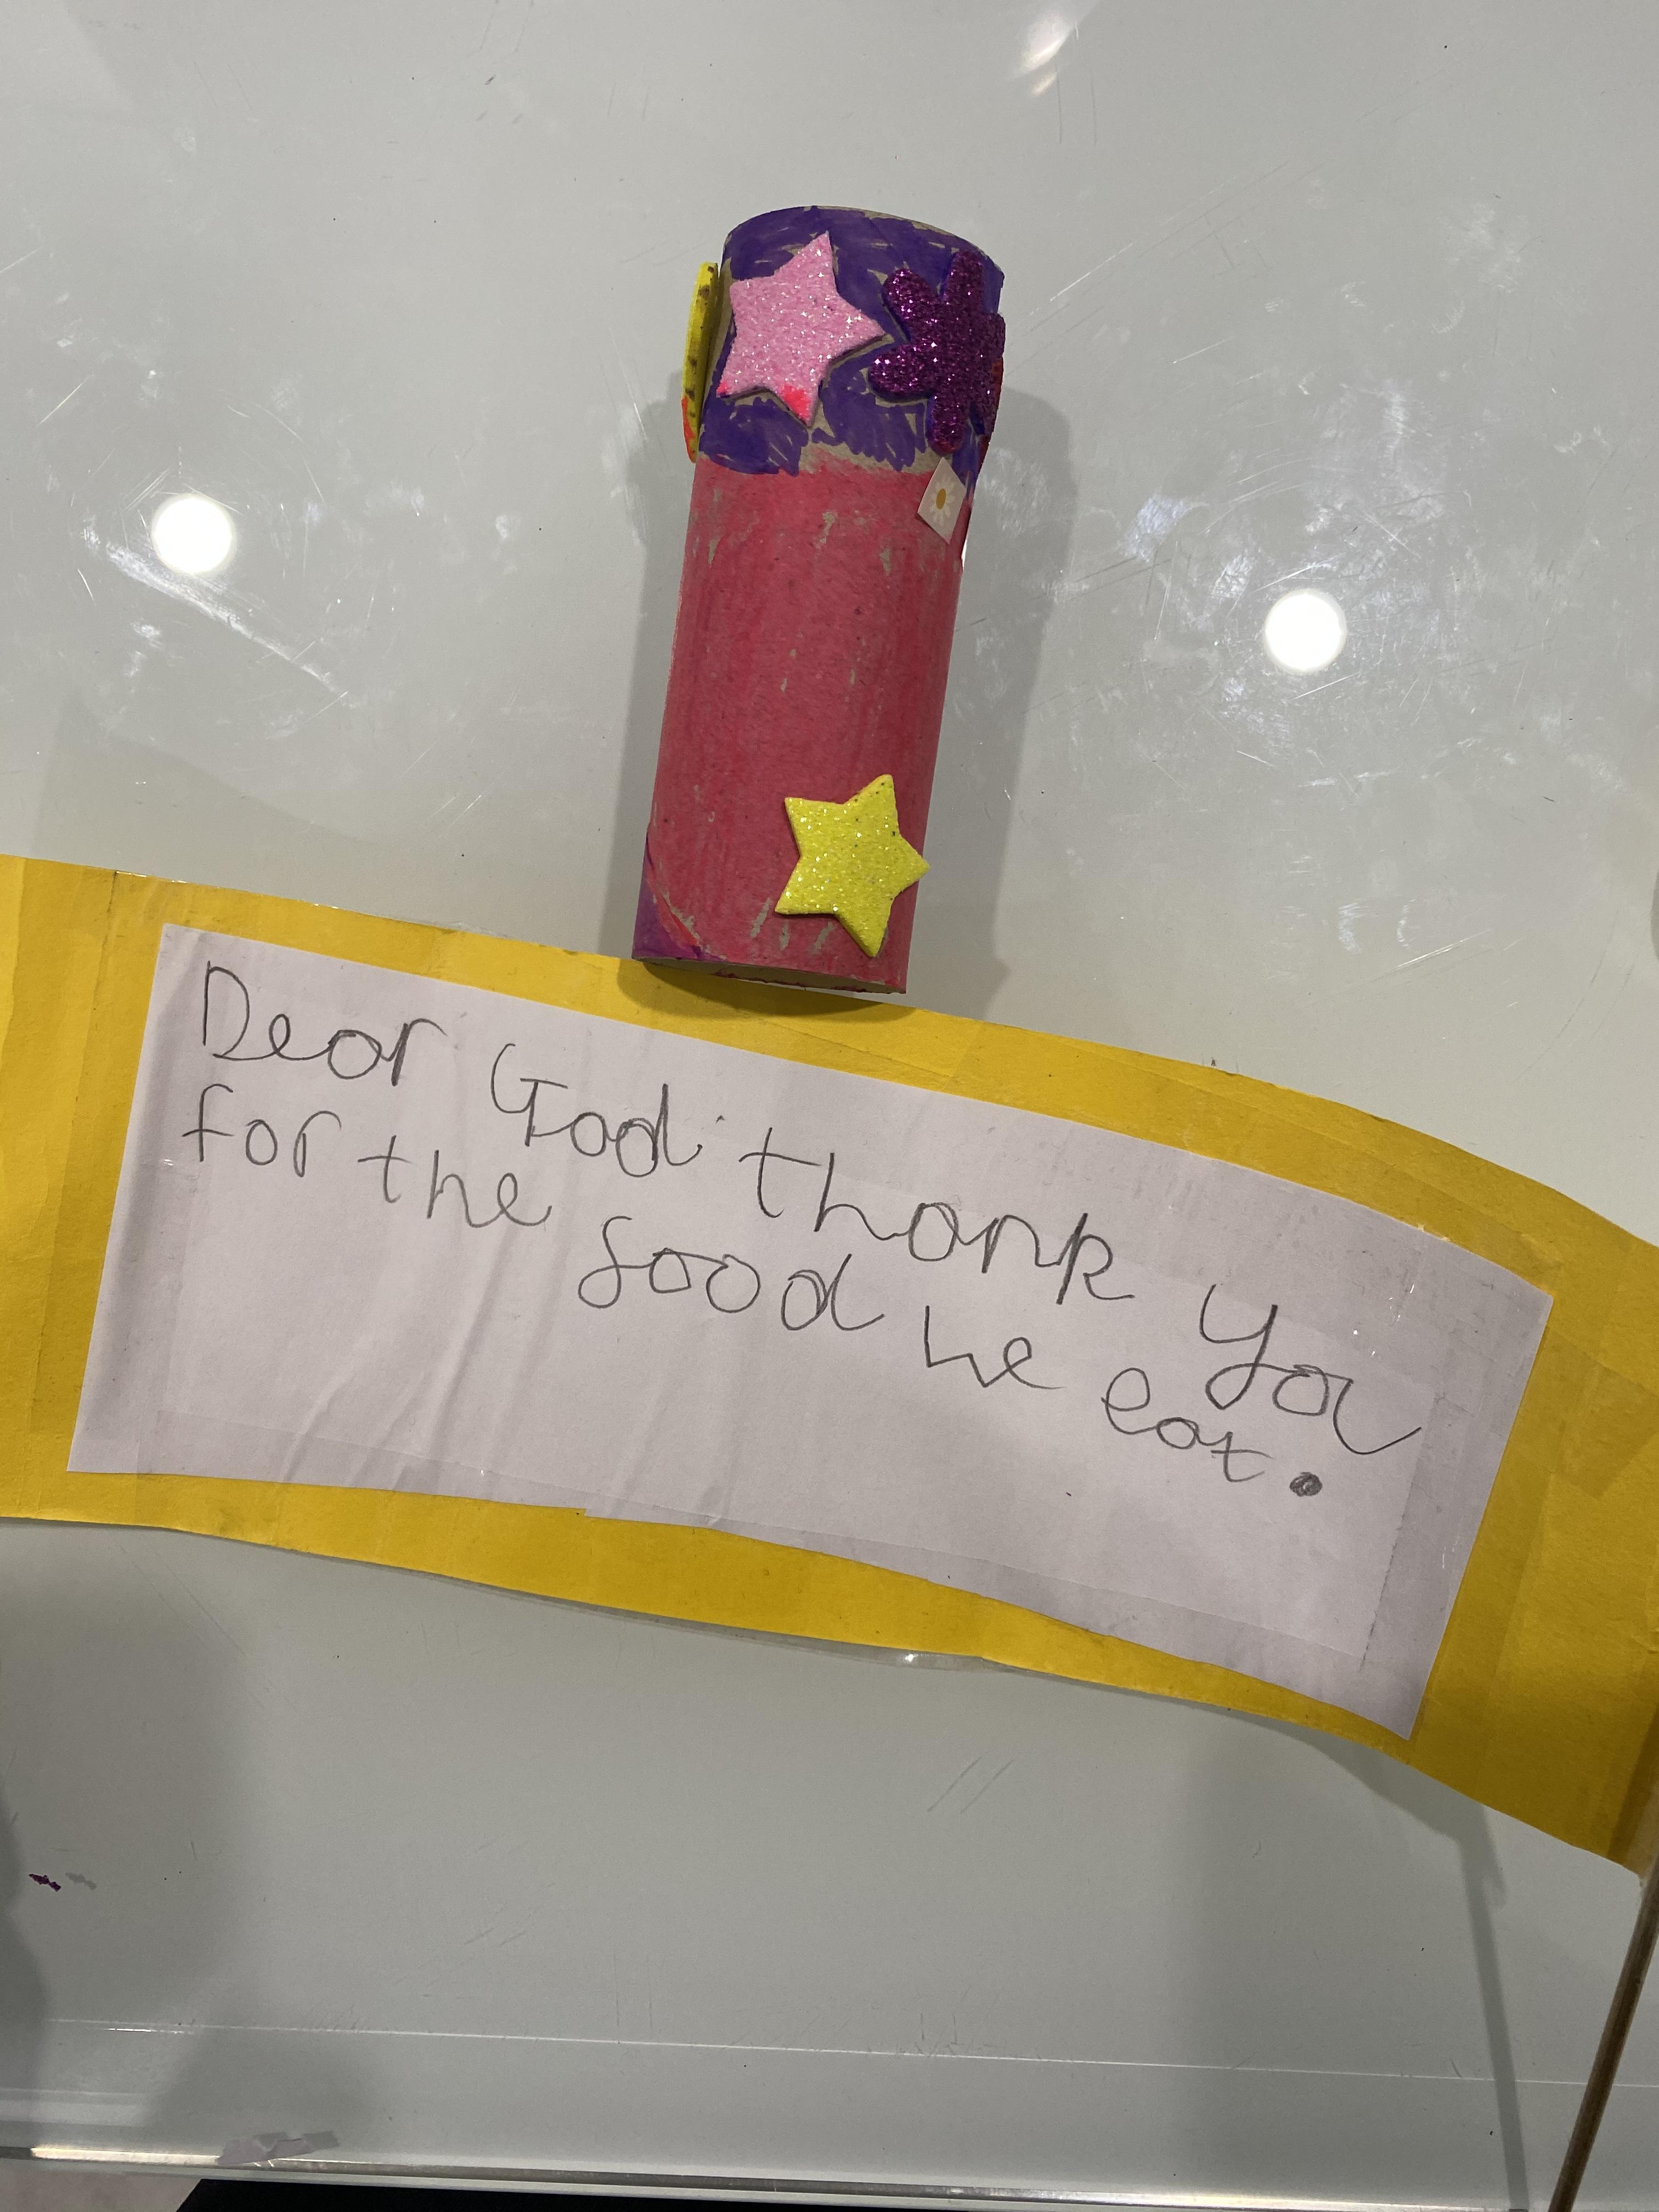 Dear God thank you
for the food we eat.